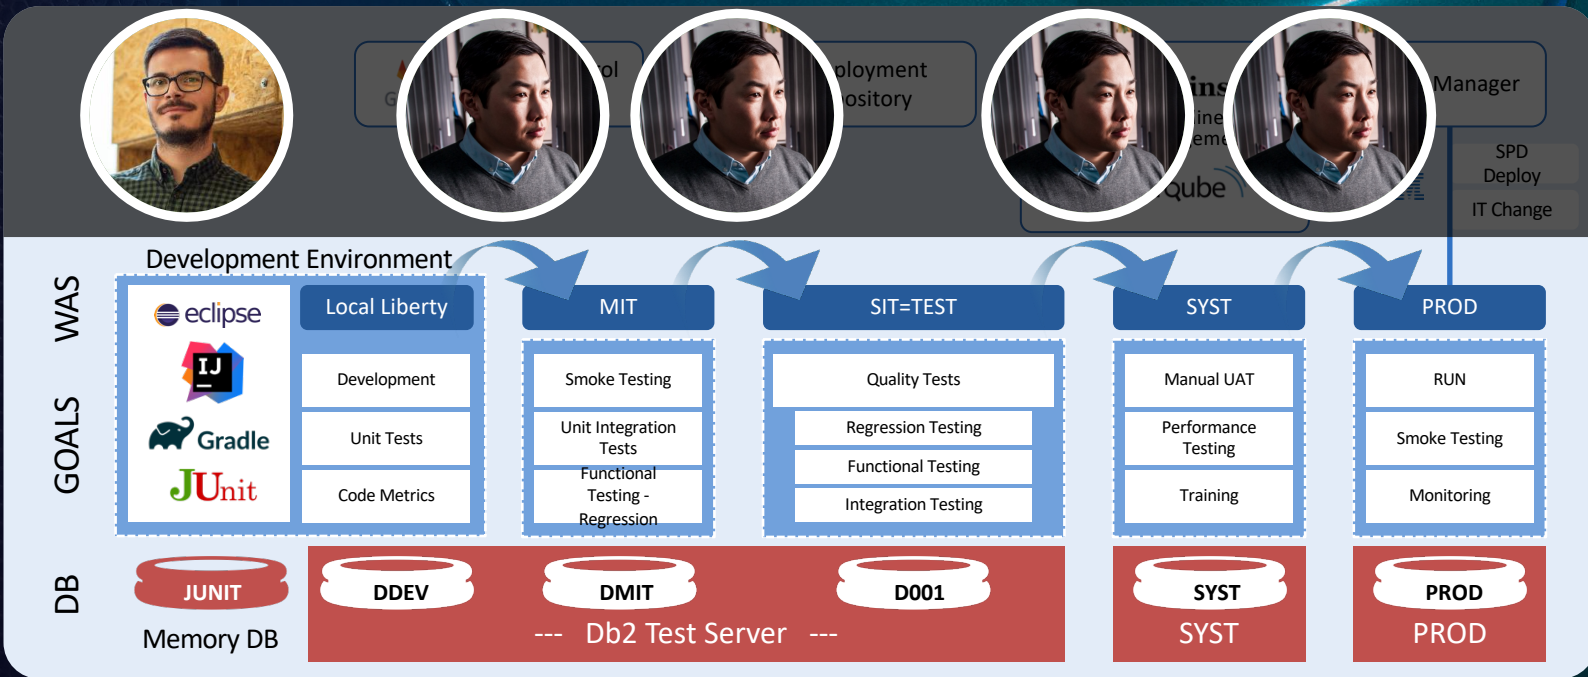 ployment
Manager
SPD
Deploy
IT Change
Development Environment
WAS
eclipse
Local Liberty
MIT
SIT=TEST
SYST
PROD
GOALS
IJ
Gradle
JUnit
Development
Unit Tests
Code Metrics
Smoke Testing
Unit Integration
Tests
Functional
Testing -
Regression
Quality Tests
Regression Testing
Functional Testing
Integration Testing
Manual UAT
Performance
Testing
Training
RUN
Smoke Testing
Monitoring
DB
JUNIT
DDEV
DMIT
D001
SYST
PROD
Memory DB
--- Db2 Test Server ---
SYST
PROD